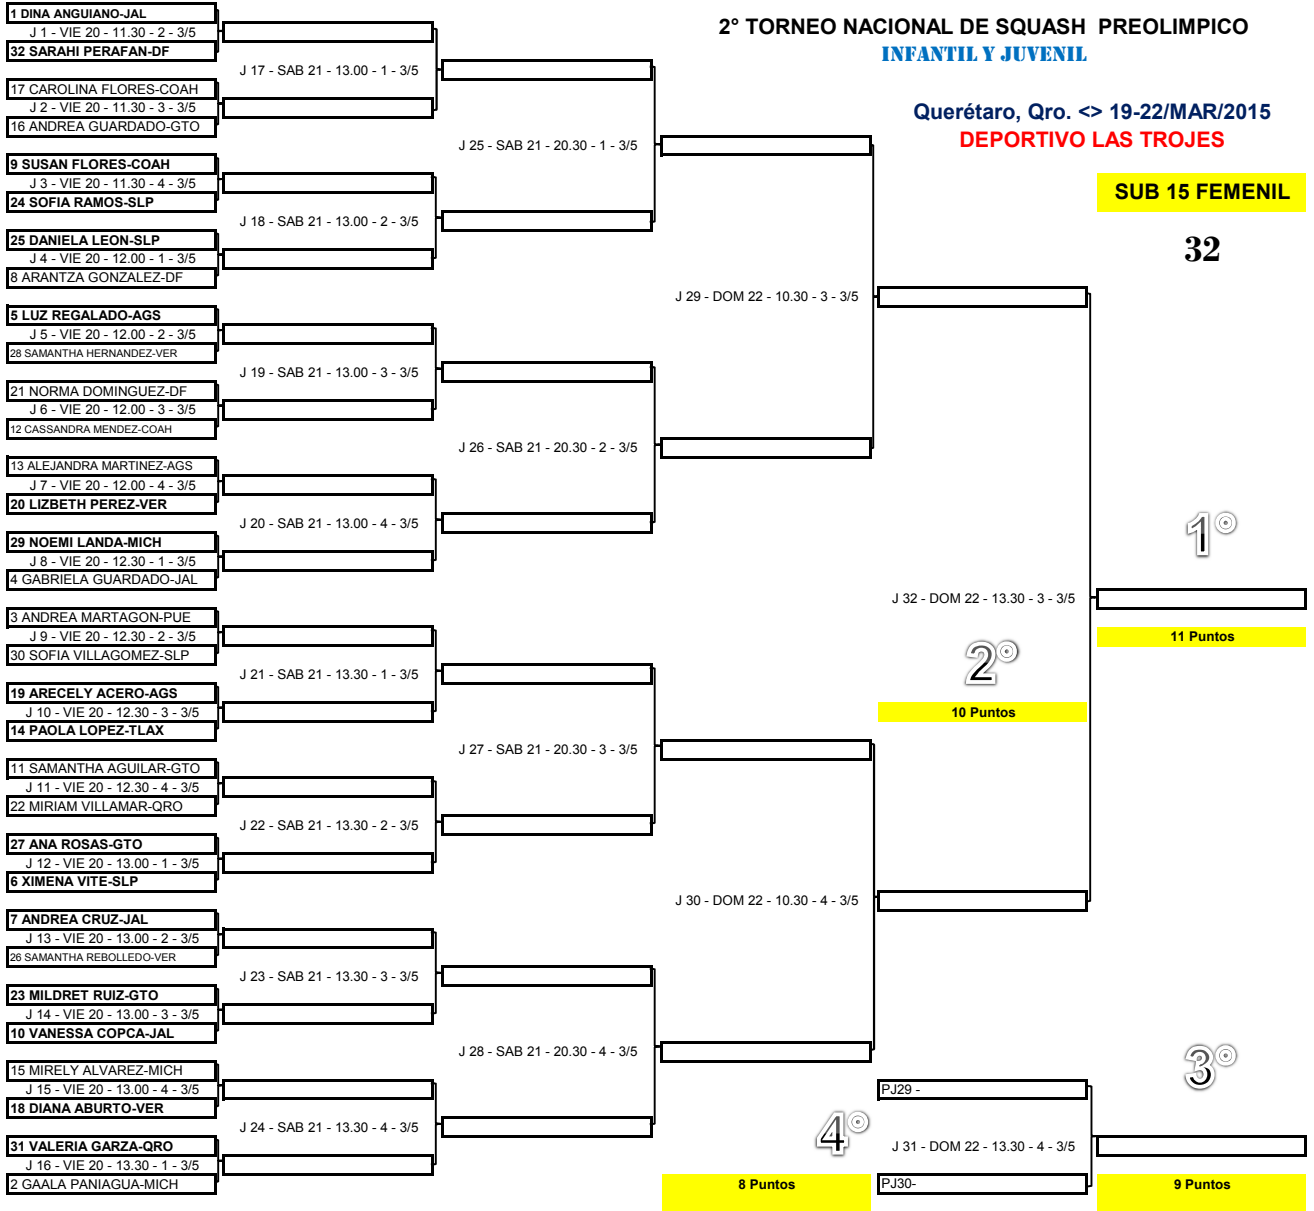 2° TORNEO NACIONAL DE SQUASH  PREOLIMPICO
INFANTIL Y JUVENIL
Querétaro, Qro. <> 19-22/MAR/2015
DEPORTIVO LAS TROJES
SUB 15 FEMENIL
32
1 DINA ANGUIANO-JAL
J 1 - VIE 20 - 11.30 - 2 - 3/5
32 SARAHI PERAFAN-DF
17 CAROLINA FLORES-COAH
J 2 - VIE 20 - 11.30 - 3 - 3/5
16 ANDREA GUARDADO-GTO
9 SUSAN FLORES-COAH
J 3 - VIE 20 - 11.30 - 4 - 3/5
24 SOFIA RAMOS-SLP
25 DANIELA LEON-SLP
J 4 - VIE 20 - 12.00 - 1 - 3/5
8 ARANTZA GONZALEZ-DF
5 LUZ REGALADO-AGS
J 5 - VIE 20 - 12.00 - 2 - 3/5
28 SAMANTHA HERNANDEZ-VER
21 NORMA DOMINGUEZ-DF
J 6 - VIE 20 - 12.00 - 3 - 3/5
12 CASSANDRA MENDEZ-COAH
13 ALEJANDRA MARTINEZ-AGS
J 7 - VIE 20 - 12.00 - 4 - 3/5
20 LIZBETH PEREZ-VER
29 NOEMI LANDA-MICH
J 8 - VIE 20 - 12.30 - 1 - 3/5
4 GABRIELA GUARDADO-JAL
3 ANDREA MARTAGON-PUE
J 9 - VIE 20 - 12.30 - 2 - 3/5
30 SOFIA VILLAGOMEZ-SLP
19 ARECELY ACERO-AGS
J 10 - VIE 20 - 12.30 - 3 - 3/5
14 PAOLA LOPEZ-TLAX
11 SAMANTHA AGUILAR-GTO
J 11 - VIE 20 - 12.30 - 4 - 3/5
22 MIRIAM VILLAMAR-QRO
27 ANA ROSAS-GTO
J 12 - VIE 20 - 13.00 - 1 - 3/5
6 XIMENA VITE-SLP
7 ANDREA CRUZ-JAL
J 13 - VIE 20 - 13.00 - 2 - 3/5
26 SAMANTHA REBOLLEDO-VER
23 MILDRET RUIZ-GTO
J 14 - VIE 20 - 13.00 - 3 - 3/5
10 VANESSA COPCA-JAL
15 MIRELY ALVAREZ-MICH
J 15 - VIE 20 - 13.00 - 4 - 3/5
18 DIANA ABURTO-VER
31 VALERIA GARZA-QRO
J 16 - VIE 20 - 13.30 - 1 - 3/5
2 GAALA PANIAGUA-MICH
J 17 - SAB 21 - 13.00 - 1 - 3/5
J 18 - SAB 21 - 13.00 - 2 - 3/5
J 19 - SAB 21 - 13.00 - 3 - 3/5
J 20 - SAB 21 - 13.00 - 4 - 3/5
J 21 - SAB 21 - 13.30 - 1 - 3/5
J 22 - SAB 21 - 13.30 - 2 - 3/5
J 23 - SAB 21 - 13.30 - 3 - 3/5
J 24 - SAB 21 - 13.30 - 4 - 3/5
J 25 - SAB 21 - 20.30 - 1 - 3/5
J 26 - SAB 21 - 20.30 - 2 - 3/5
J 27 - SAB 21 - 20.30 - 3 - 3/5
J 28 - SAB 21 - 20.30 - 4 - 3/5
J 29 - DOM 22 - 10.30 - 3 - 3/5
J 30 - DOM 22 - 10.30 - 4 - 3/5
J 32 - DOM 22 - 13.30 - 3 - 3/5
1°
11 Puntos
2°
10 Puntos
3°
PJ29 -
J 31 - DOM 22 - 13.30 - 4 - 3/5
PJ30-
9 Puntos
4°
8 Puntos